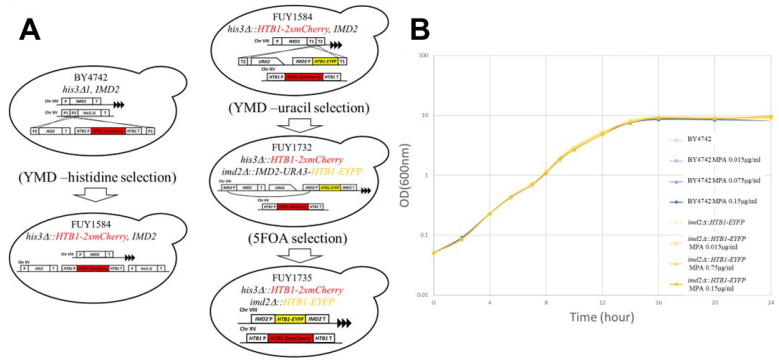 A
BY4742
his3Δ1, IMD2
Chr VIII
P IMD2 T
Chr XV
P1 P2 His3Δ1 T
P1 HIS3 T HTB1 P HTB1-2xmCherry HTB1 T P1
(YMD –histidine selection)
FUY1584
his3Δ::HTB1-2xmCherry, IMD2
Chr VIII
P IMD2 T
Chr XV
P HIS3 T HTB1 P HTB1-2xmCherry HTB1 T P His3Δ1 T
FUY1584
his3Δ::HTB1-2xmCherry, IMD2
Chr VIII
P IMD2 T1 T2
T2 URA3 IMD2 P HTB1-EYFP T1
Chr XV
HTB1 P HTB1-2xmCherry HTB1 T
(YMD –uracil selection)
FUY1732
his3Δ::HTB1-2xmCherry
imd2Δ::IMD2-URA3-HTB1-EYFP
Chr VIII
IMD2 P IMD2 T URA3 IMD2 P HTB1-EYFP IMD2 T
Chr XV
HTB1 P HTB1-2xmCherry HTB1 T
(5FOA selection)
FUY1735
his3Δ::HTB1-2xmCherry
imd2Δ::HTB1-EYFP
Chr VIII
IMD2 P HTB1-EYFP IMD2 T
Chr XV
HTB1 P HTB1-2xmCherry HTB1 T
B
OD(600nm)
100
10
1
0.1
0.01
0 4 8 12 16 20 24
Time (hour)
BY4742
BY4742 MPA 0.015μg/ml
BY4742 MPA 0.075μg/ml
BY4742 MPA 0.15μg/ml
imd2Δ::HTB1-EYFP
imd2Δ::HTB1-EYFP
MPA 0.015μg/ml
imd2Δ::HTB1-EYFP
MPA 0.75μg/ml
imd2Δ::HTB1-EYFP
MPA 0.15μg/ml